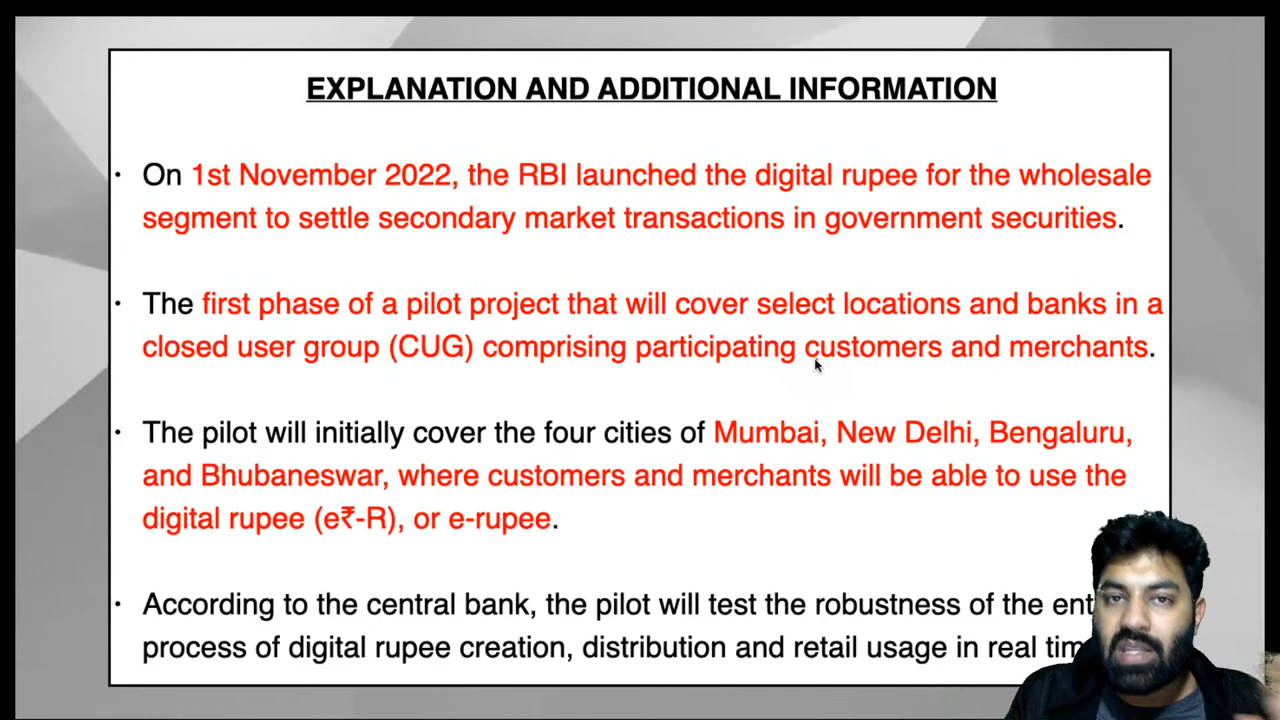 EXPLANATION AND ADDITIONAL INFORMATION
· On 1st November 2022, the RBI launched the digital rupee for the wholesale
segment to settle secondary market transactions in government securities.
· The first phase of a pilot project that will cover select locations and banks in a
closed user group (CUG) comprising participating customers and merchants.
· The pilot will initially cover the four cities of Mumbai, New Delhi, Bengaluru,
and Bhubaneswar, where customers and merchants will be able to use the
digital rupee (e₹-R), or e-rupee.
· According to the central bank, the pilot will test the robustness of the
process of digital rupee creation, distribution and retail usage in real